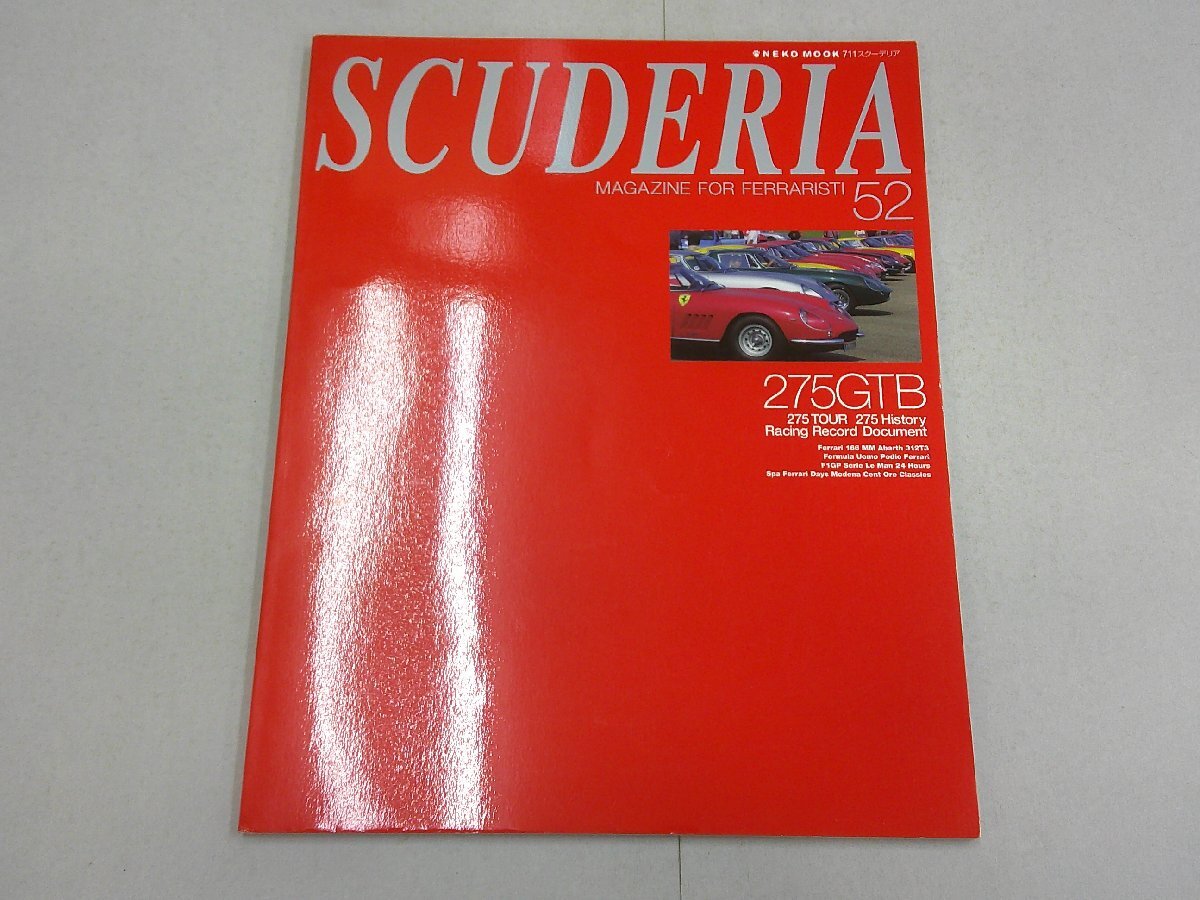 NEKO MOOK 711スクーデリア
SCUDERIA
MAGAZINE FOR FERRARISTI
52
275GTB
275 TOUR 275 History
Racing Record Document
Ferrari 166 MM Abarth 312T3
Formula Uomo Podio Ferrari
F1GP Serie Le Man 24 Hours
Spa Ferrari Days Modena Cent Ore Classics